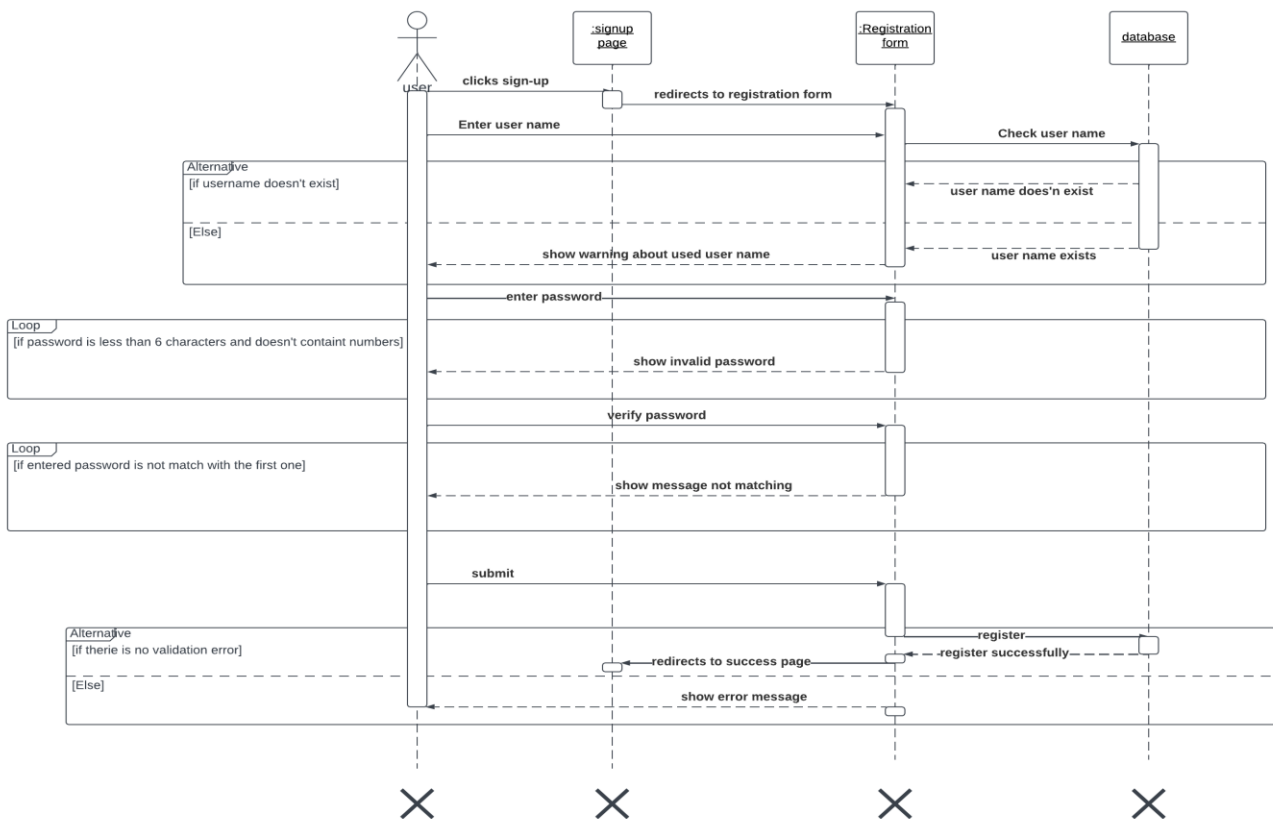 :signup
page
:Registration
form
database
user
clicks sign-up
redirects to registration form
Enter user name
Check user name
Alternative
[if username doesn't exist]
user name does'n exist
[Else]
show warning about used user name
user name exists
enter password
Loop
[if password is less than 6 characters and doesn't containt numbers]
show invalid password
verify password
Loop
[if entered password is not match with the first one]
show message not matching
submit
Alternative
[if therie is no validation error]
register
register successfully
redirects to success page
[Else]
show error message